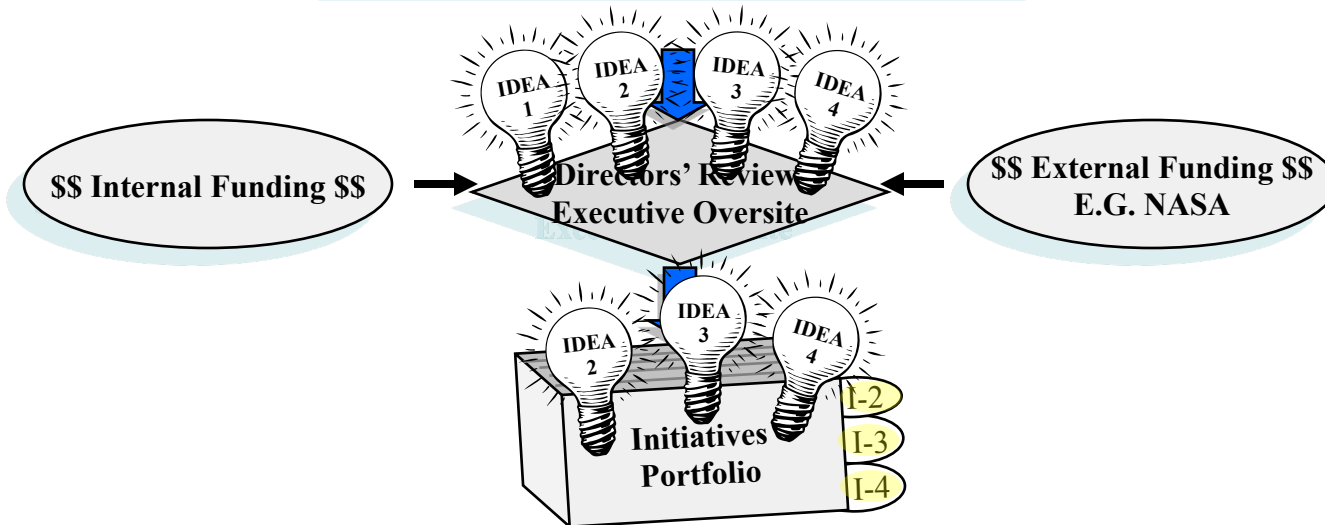 IDEA
1
IDEA
2
IDEA
3
IDEA
4
$$ Internal Funding $$
Directors’ Review
Executive Oversite
$$ External Funding $$
E.G. NASA
IDEA
2
IDEA
3
IDEA
4
Initiatives
Portfolio
I-2
I-3
I-4